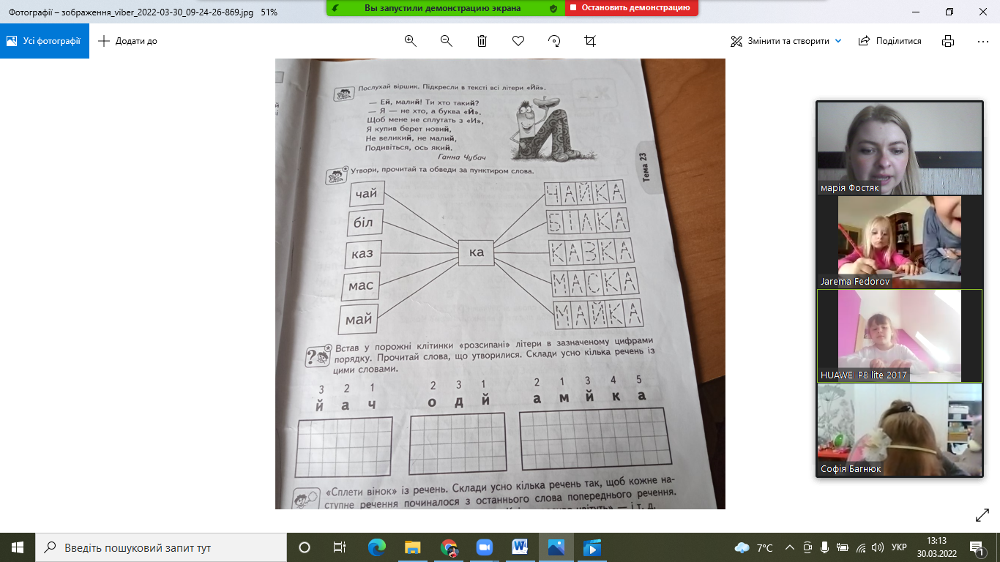 Фотографії – зображення_viber_2022-03-30_09-24-26-869.jpg 51%
Вы запустили демонстрацию экрана
Остановить демонстрацию
Усі фотографії
Додати до
Змінити та створити
Поділитися
Послухай віршик. Підкресли в тексті всі літери «Йй».
— Ей, малий! Ти хто такий?
— Я — не хто, а буква «Й».
Щоб мене не сплутать з «И»,
Я купив берет новий,
Не великий, не малий,
Подивіться, ось який.
Ганна Чубач
Тема 23
Утвори, прочитай та обведи за пунктиром слова.
чай
біл
каз
мас
май
ка
ЧАЙКА
БІЛКА
КАЗКА
МАСКА
МАЙКА
Встав у порожні клітинки «розсипані» літери в зазначеному цифрами
порядку. Прочитай слова, що утворилися. Склади усно кілька речень із
цими словами.
3 2 1
й а ч
2 3 1
о д й
2 1 3 4 5
а м й к а
«Сплети вінок» із речень. Склади усно кілька речень так, щоб кожне на-
ступне речення починалося з останнього слова попереднього речення.
цвітуть» — і т. д.
марія Фостяк
Jarema Fedorov
HUAWEI P8 lite 2017
Софія Багнюк
Введіть пошуковий запит тут
7°C
УКР
13:13
30.03.2022
1